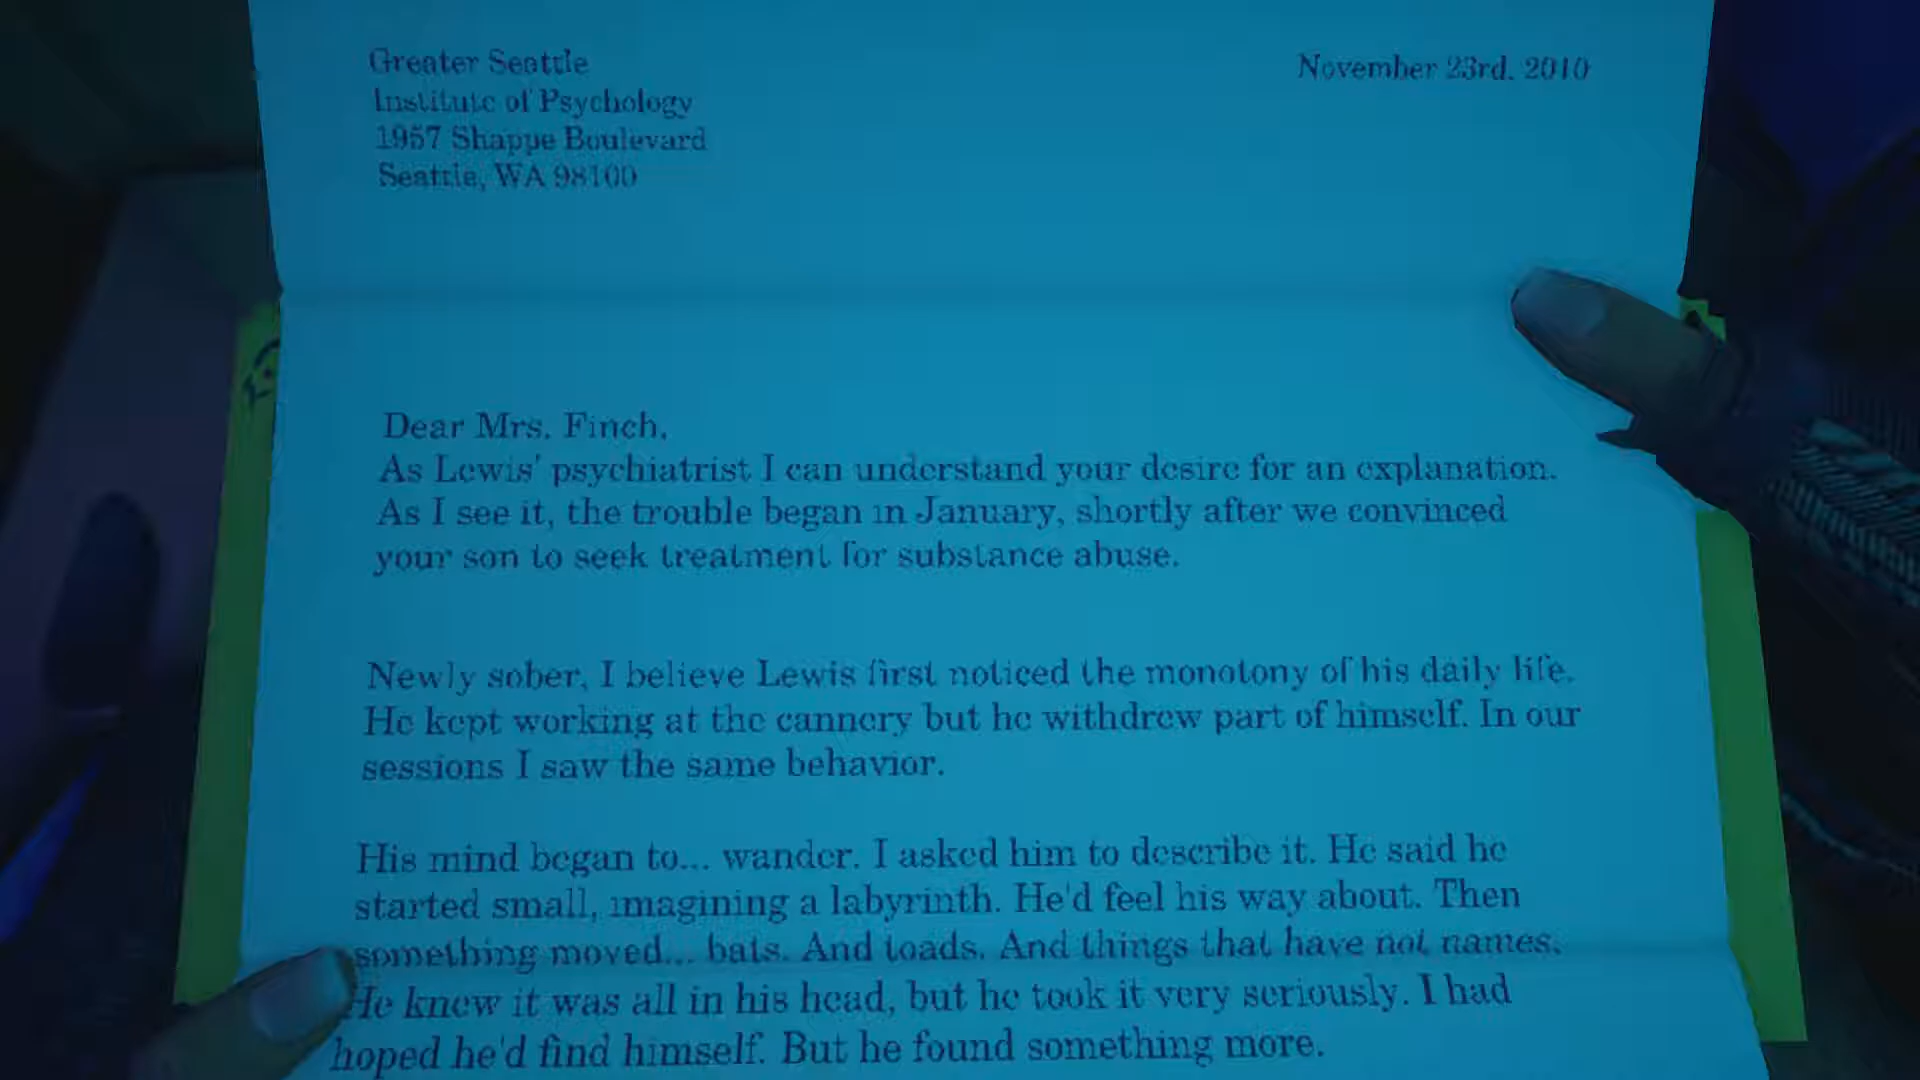 Greater Seattle
November 23rd, 2010
Institute of Psychology
1957 Shappe Boulevard
Seattle, WA 98100
Dear Mrs. Finch,
As Lewis' psychiatrist I can understand your desire for an explanation.
As I see it, the trouble began in January, shortly after we convinced
your son to seek treatment for substance abuse.
Newly sober, I believe Lewis first noticed the monotony of his daily life.
He kept working at the cannery but he withdrew part of himself. In our
sessions I saw the same behavior.
His mind began to... wander. I asked him to describe it. He said he
started small, imagining a labyrinth. He'd feel his way about. Then
something moved... bats. And toads. And things that have not names.
He knew it was all in his head, but he took it very seriously. I had
hoped he'd find himself. But he found something more.